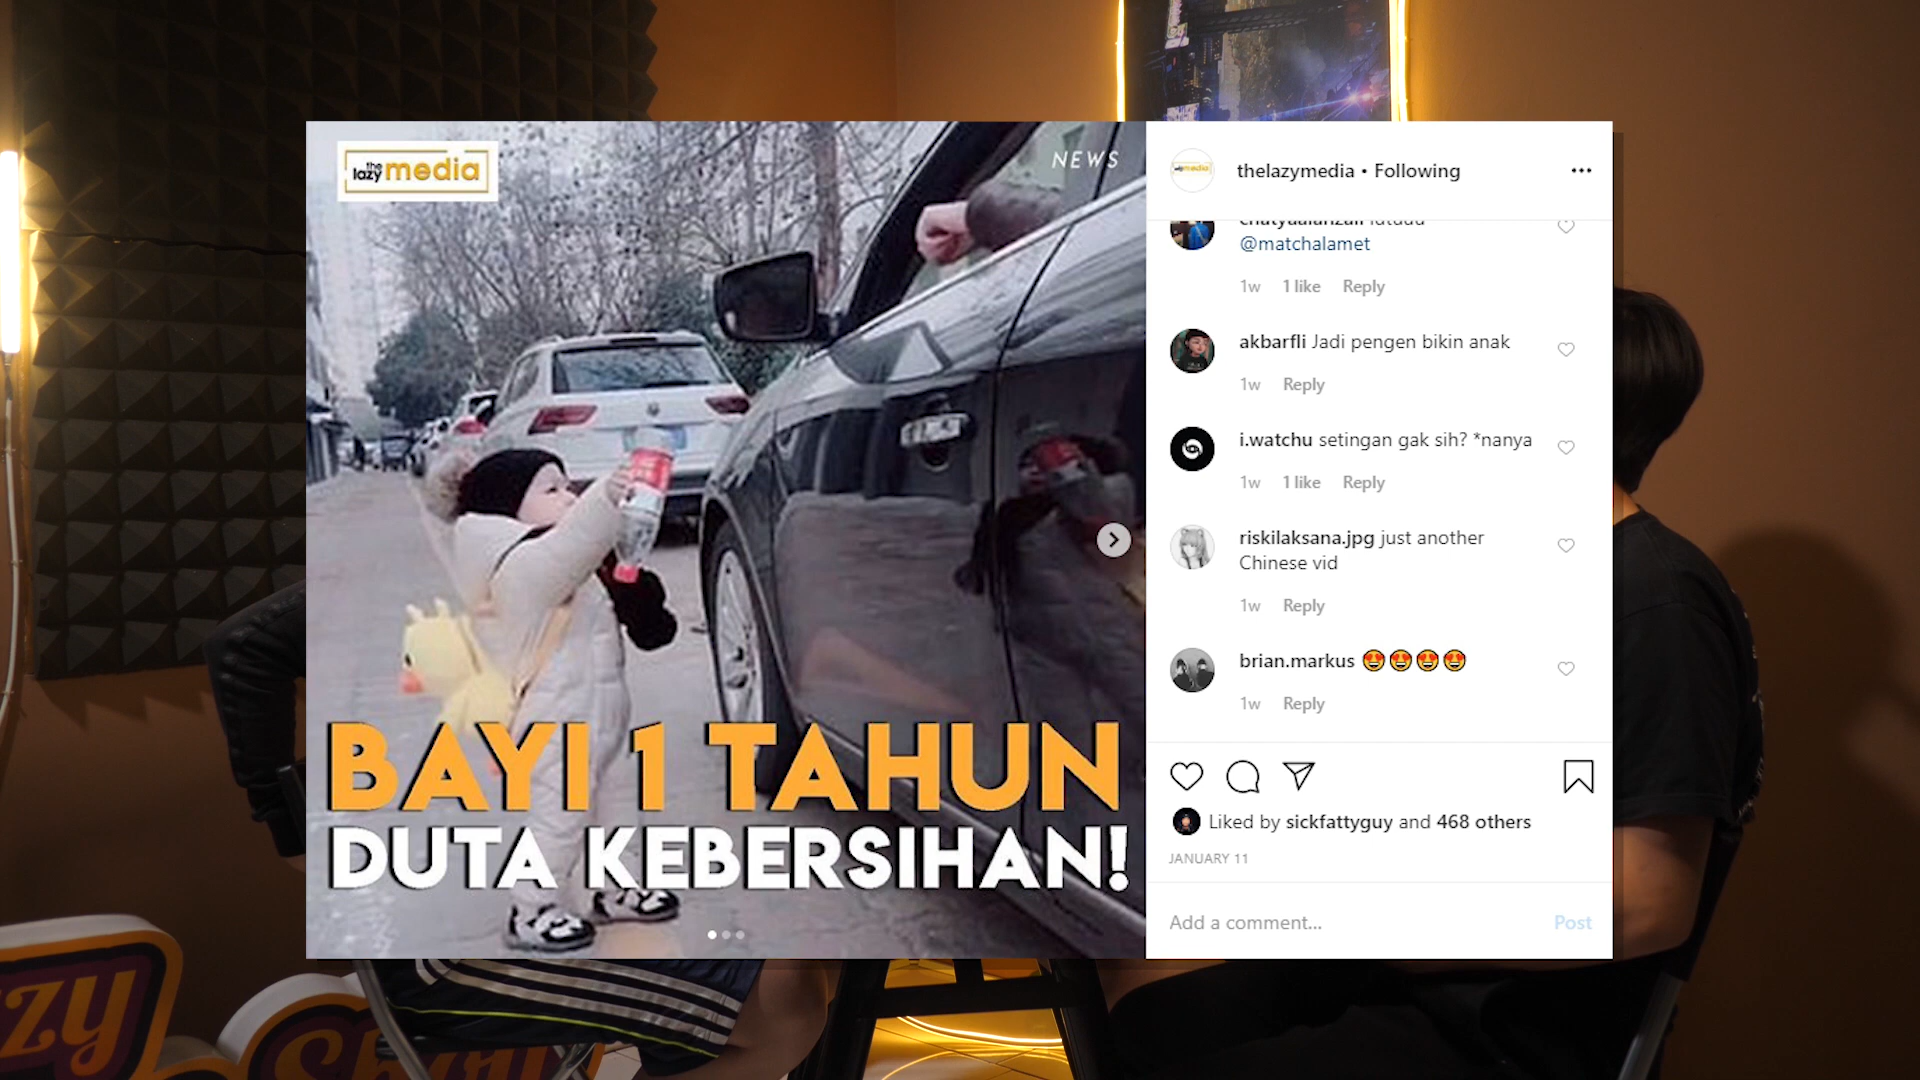 the
lazy media
NEWS
BAYI 1 TAHUN
DUTA KEBERSIHAN!
thelazymedia • Following
@matchalamet
1w 1 like Reply
akbarfli Jadi pengen bikin anak
1w Reply
i.watchu setingan gak sih? *nanya
1w 1 like Reply
riskilaksana.jpg just another
Chinese vid
1w Reply
brian.markus 😍😍😍😍
1w Reply
Liked by sickfattyguy and 468 others
JANUARY 11
Add a comment... Post
zy